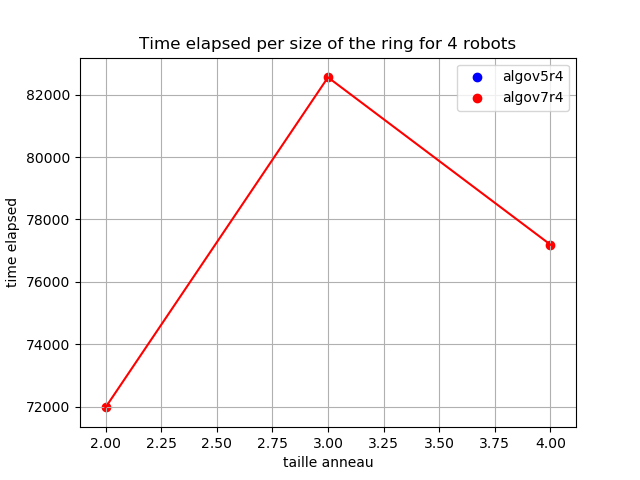 Time elapsed per size of the ring for 4 robots
algov5r4
algov7r4
82000
80000
78000
76000
74000
72000
time elapsed
2.00 2.25 2.50 2.75 3.00 3.25 3.50 3.75 4.00
taille anneau